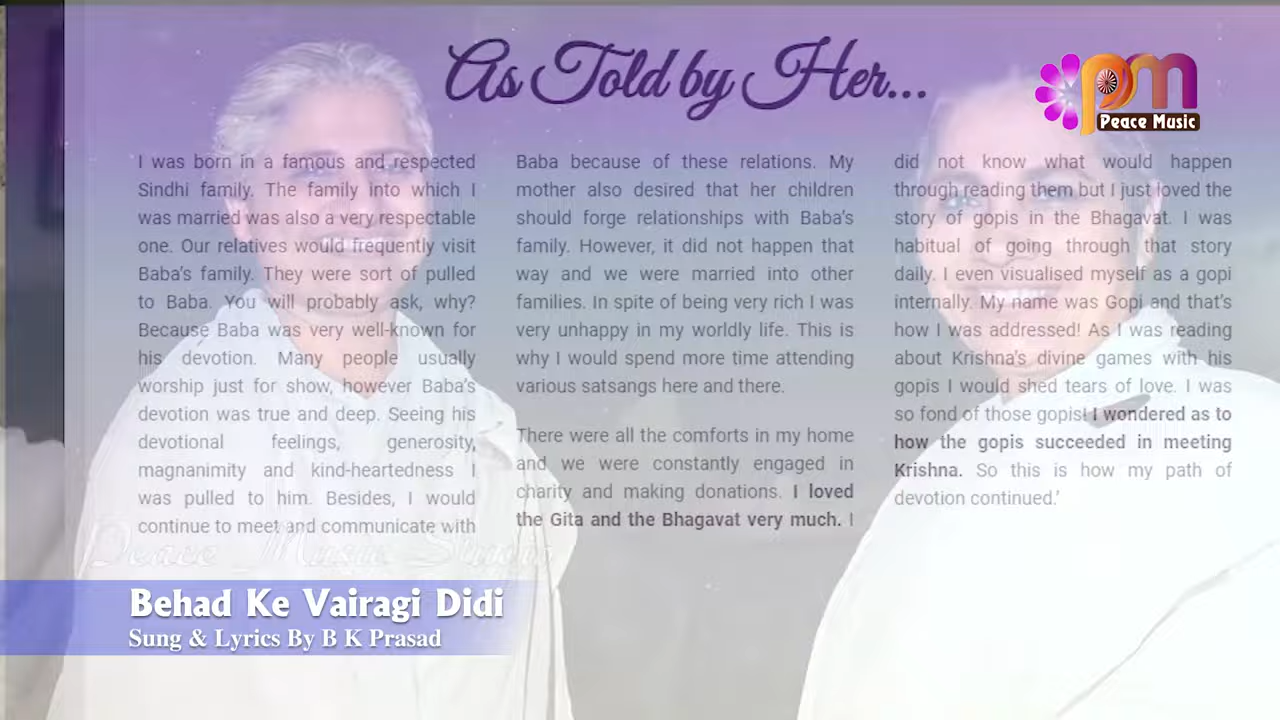 As Told by Her...
pm
Peace Music
I was born in a famous and respected
Sindhi family. The family into which I
was married was also a very respectable
one. Our relatives would frequently visit
Baba's family. They were sort of pulled
to Baba. You will probably ask, why?
Because Baba was very well-known for
his devotion. Many people usually
worship just for show, however Baba's
devotion was true and deep. Seeing his
devotional feelings, generosity,
magnanimity and kind-heartedness I
was pulled to him. Besides, I would
continue to meet and communicate with
Baba because of these relations. My
mother also desired that her children
should forge relationships with Baba's
family. However, it did not happen that
way and we were married into other
families. In spite of being very rich I was
very unhappy in my worldly life. This is
why I would spend more time attending
various satsangs here and there.
There were all the comforts in my home
and we were constantly engaged in
charity and making donations. I loved
the Gita and the Bhagavat very much. I
did not know what would happen
through reading them but I just loved the
story of gopis in the Bhagavat. I was
habitual of going through that story
daily. I even visualised myself as a gopi
internally. My name was Gopi and that's
how I was addressed! As I was reading
about Krishna's divine games with his
gopis I would shed tears of love. I was
so fond of those gopis! I wondered as to
how the gopis succeeded in meeting
Krishna. So this is how my path of
devotion continued.'
Peace Music Studio
Behad Ke Vairagi Didi
Sung & Lyrics By B K Prasad